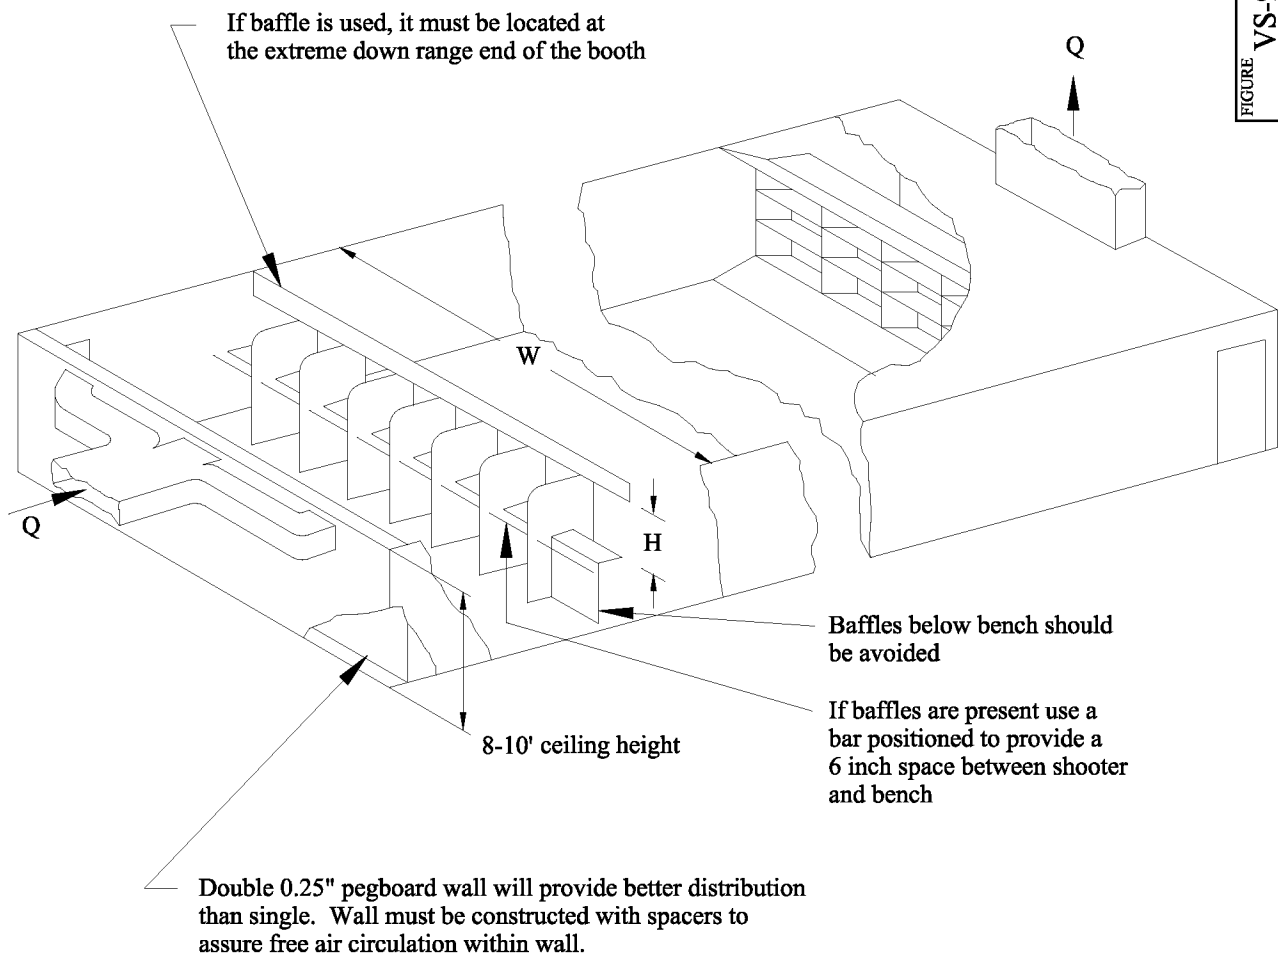 If baffle is used, it must be located at
the extreme down range end of the booth
Q
FIGURE
W
Q
H
Baffles below bench should
be avoided
If baffles are present use a
bar positioned to provide a
6 inch space between shooter
and bench
8-10' ceiling height
Double 0.25" pegboard wall will provide better distribution
than single. Wall must be constructed with spacers to
assure free air circulation within wall.